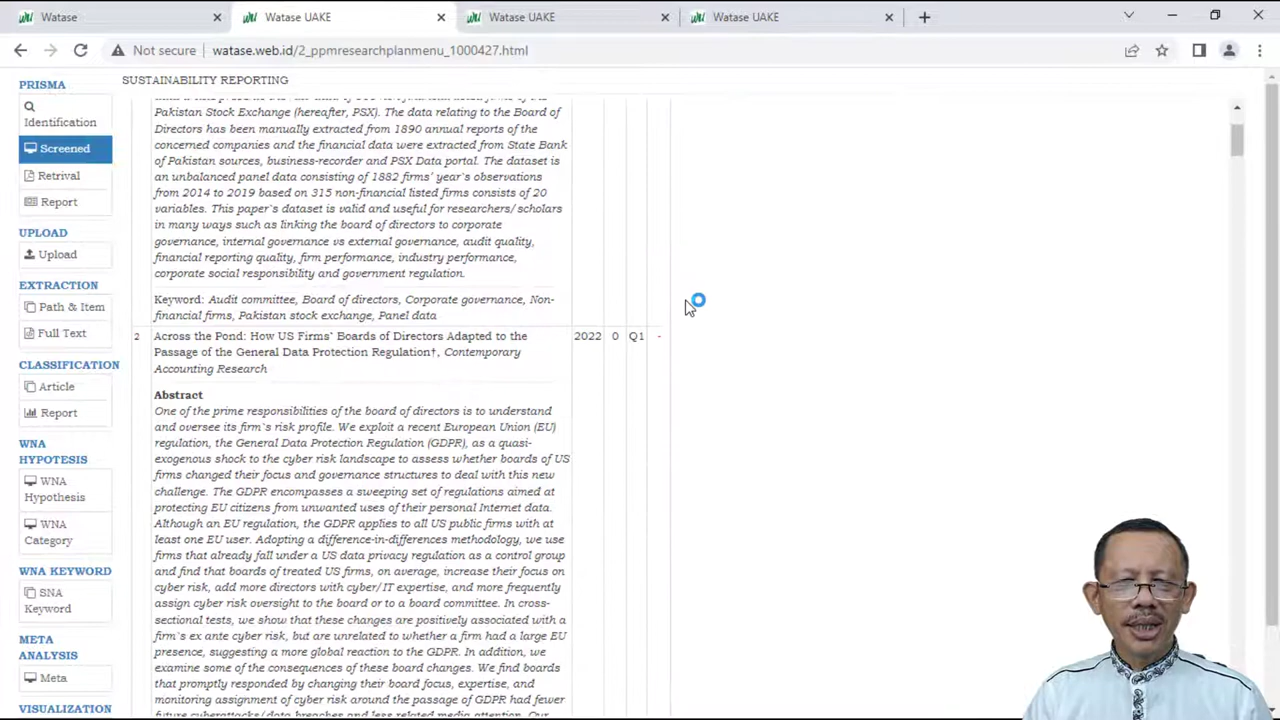 Watase
Watase UAKE
Watase UAKE
Watase UAKE
Not secure
watase.web.id/2_ppmresearchplanmenu_1000427.html
PRISMA
Identification
Screened
Retrival
Report
UPLOAD
Upload
EXTRACTION
Path & Item
Full Text
CLASSIFICATION
Article
Report
WNA
HYPOTESIS
WNA
Hypothesis
WNA
Category
WNA KEYWORD
SNA
Keyword
META
ANALYSIS
Meta
VISUALIZATION
SUSTAINABILITY REPORTING
Pakistan Stock Exchange (hereafter, PSX). The data relating to the Board of
Directors has been manually extracted from 1890 annual reports of the
concerned companies and the financial data were extracted from State Bank
of Pakistan sources, business-recorder and PSX Data portal. The dataset is
an unbalanced panel data consisting of 1882 firms' year's observations
from 2014 to 2019 based on 315 non-financial listed firms consists of 20
variables. This paper`s dataset is valid and useful for researchers/scholars
in many ways such as linking the board of directors to corporate
governance, internal governance vs external governance, audit quality,
financial reporting quality, firm performance, industry performance,
corporate social responsibility and government regulation.
Keyword: Audit committee, Board of directors, Corporate governance, Non-
financial firms, Pakistan stock exchange, Panel data
2 Across the Pond: How US Firms` Boards of Directors Adapted to the 2022 0 Q1 -
Passage of the General Data Protection Regulation†, Contemporary
Accounting Research
Abstract
One of the prime responsibilities of the board of directors is to understand
and oversee its firm`s risk profile. We exploit a recent European Union (EU)
regulation, the General Data Protection Regulation (GDPR), as a quasi-
exogenous shock to the cyber risk landscape to assess whether boards of US
firms changed their focus and governance structures to deal with this new
challenge. The GDPR encompasses a sweeping set of regulations aimed at
protecting EU citizens from unwanted uses of their personal Internet data.
Although an EU regulation, the GDPR applies to all US public firms with at
least one EU user. Adopting a difference-in-differences methodology, we use
firms that already fall under a US data privacy regulation as a control group
and find that boards of treated US firms, on average, increase their focus on
cyber risk, add more directors with cyber/IT expertise, and more frequently
assign cyber risk oversight to the board or to a board committee. In cross-
sectional tests, we show that these changes are positively associated with a
firm`s ex ante cyber risk, but are unrelated to whether a firm had a large EU
presence, suggesting a more global reaction to the GDPR. In addition, we
examine some of the consequences of these board changes. We find boards
that promptly responded by changing their board focus, expertise, and
monitoring assignment of cyber risk around the passage of GDPR had fewer
future cyberattacks/data breaches and less related media attention. Our